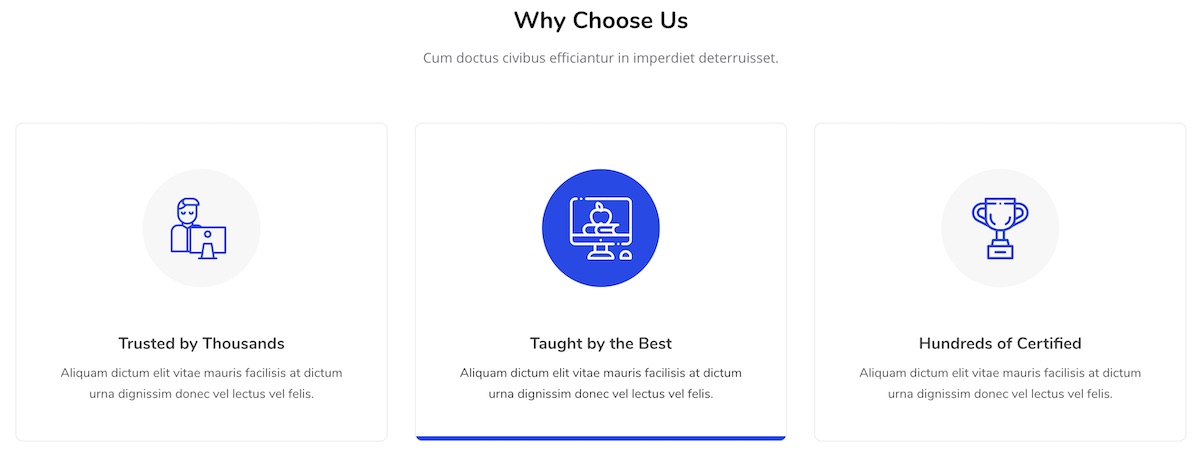 Why Choose Us
Cum doctus civibus efficiantur in imperdiet deterruisset.
Trusted by Thousands
Aliquam dictum elit vitae mauris facilisis at dictum
urna dignissim donec vel lectus vel felis.
Taught by the Best
Aliquam dictum elit vitae mauris facilisis at dictum
urna dignissim donec vel lectus vel felis.
Hundreds of Certified
Aliquam dictum elit vitae mauris facilisis at dictum
urna dignissim donec vel lectus vel felis.